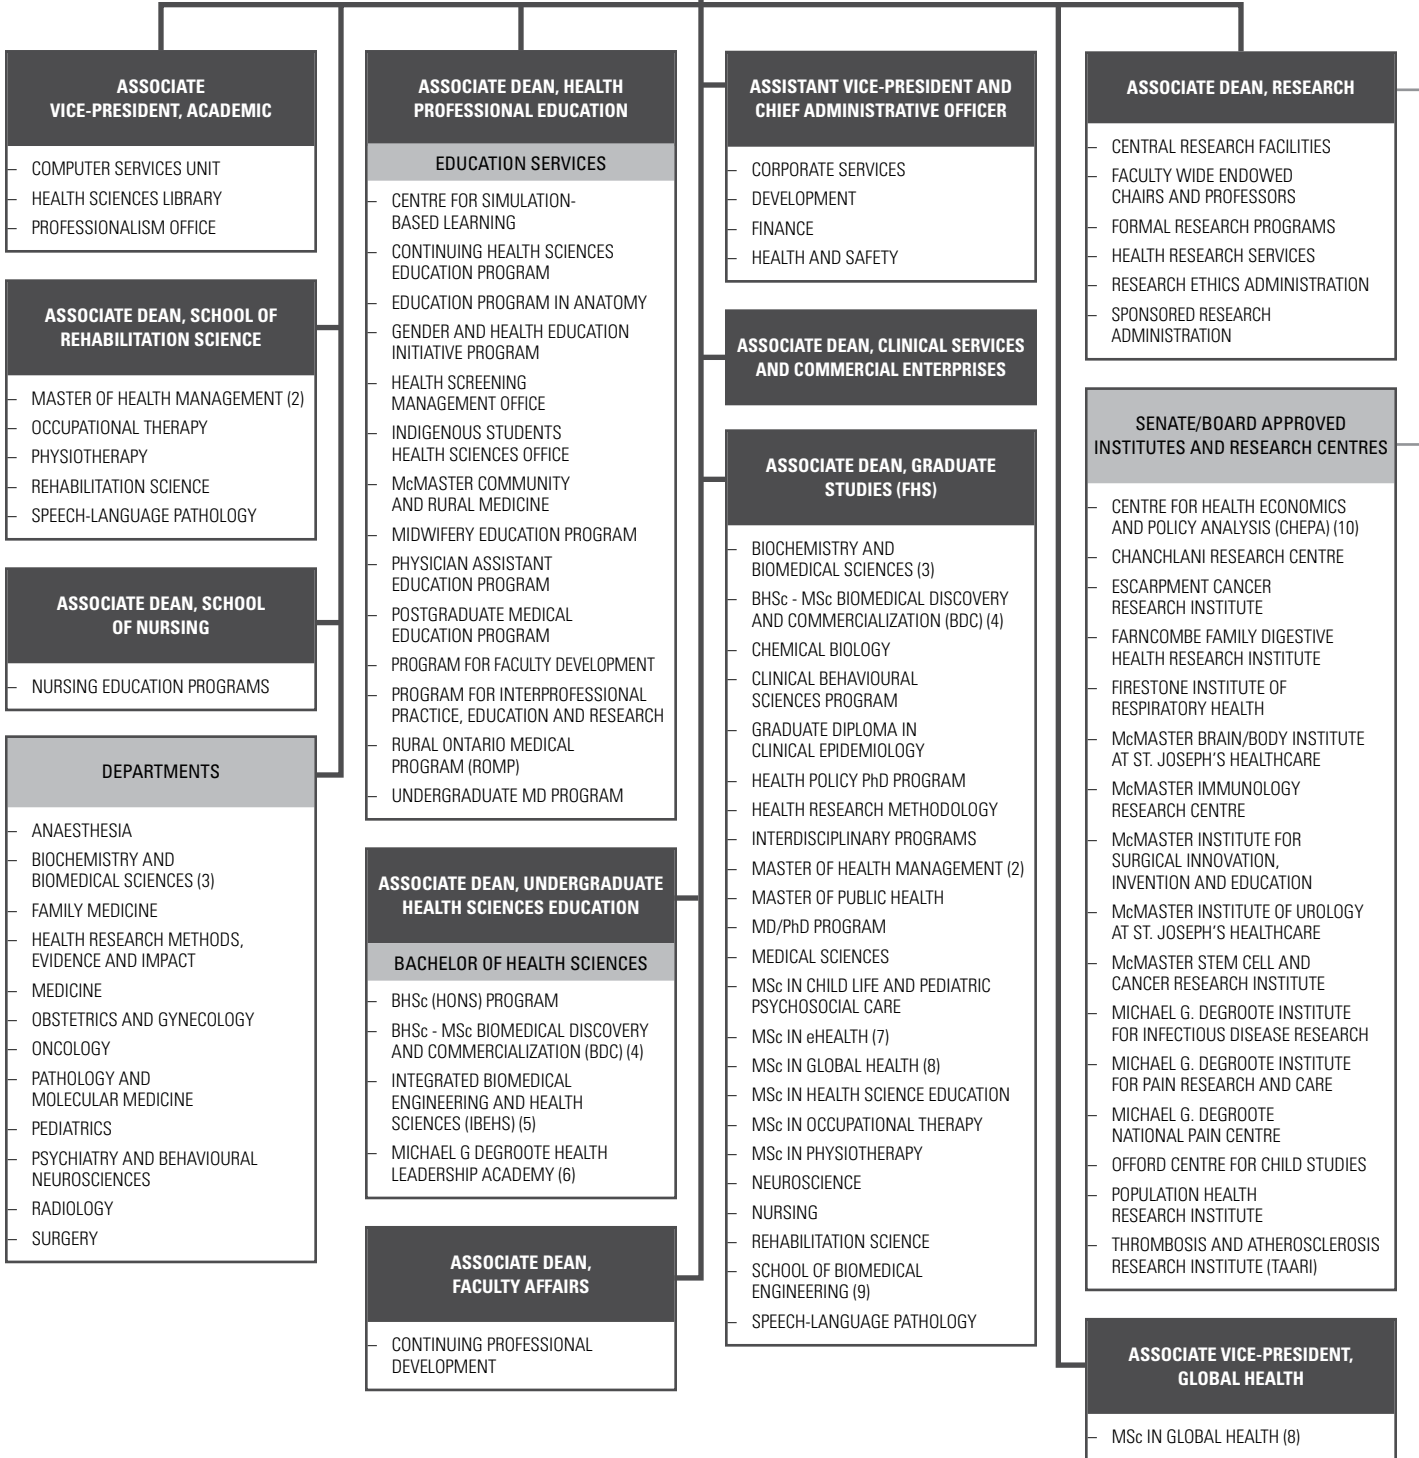 ASSOCIATE
VICE-PRESIDENT, ACADEMIC
– COMPUTER SERVICES UNIT
– HEALTH SCIENCES LIBRARY
– PROFESSIONALISM OFFICE
ASSOCIATE DEAN, SCHOOL OF
REHABILITATION SCIENCE
– MASTER OF HEALTH MANAGEMENT (2)
– OCCUPATIONAL THERAPY
– PHYSIOTHERAPY
– REHABILITATION SCIENCE
– SPEECH-LANGUAGE PATHOLOGY
ASSOCIATE DEAN, SCHOOL
OF NURSING
– NURSING EDUCATION PROGRAMS
DEPARTMENTS
– ANAESTHESIA
– BIOCHEMISTRY AND
BIOMEDICAL SCIENCES (3)
– FAMILY MEDICINE
– HEALTH RESEARCH METHODS,
EVIDENCE AND IMPACT
– MEDICINE
– OBSTETRICS AND GYNECOLOGY
– ONCOLOGY
– PATHOLOGY AND
MOLECULAR MEDICINE
– PEDIATRICS
– PSYCHIATRY AND BEHAVIOURAL
NEUROSCIENCES
– RADIOLOGY
– SURGERY
ASSOCIATE DEAN, HEALTH
PROFESSIONAL EDUCATION
EDUCATION SERVICES
– CENTRE FOR SIMULATION-
BASED LEARNING
– CONTINUING HEALTH SCIENCES
EDUCATION PROGRAM
– EDUCATION PROGRAM IN ANATOMY
– GENDER AND HEALTH EDUCATION
INITIATIVE PROGRAM
– HEALTH SCREENING
MANAGEMENT OFFICE
– INDIGENOUS STUDENTS
HEALTH SCIENCES OFFICE
– McMASTER COMMUNITY
AND RURAL MEDICINE
– MIDWIFERY EDUCATION PROGRAM
– PHYSICIAN ASSISTANT
EDUCATION PROGRAM
– POSTGRADUATE MEDICAL
EDUCATION PROGRAM
– PROGRAM FOR FACULTY DEVELOPMENT
– PROGRAM FOR INTERPROFESSIONAL
PRACTICE, EDUCATION AND RESEARCH
– RURAL ONTARIO MEDICAL
PROGRAM (ROMP)
– UNDERGRADUATE MD PROGRAM
ASSOCIATE DEAN, UNDERGRADUATE
HEALTH SCIENCES EDUCATION
BACHELOR OF HEALTH SCIENCES
– BHSc (HONS) PROGRAM
– BHSc - MSc BIOMEDICAL DISCOVERY
AND COMMERCIALIZATION (BDC) (4)
– INTEGRATED BIOMEDICAL
ENGINEERING AND HEALTH
SCIENCES (IBEHS) (5)
– MICHAEL G DEGROOTE HEALTH
LEADERSHIP ACADEMY (6)
ASSOCIATE DEAN,
FACULTY AFFAIRS
– CONTINUING PROFESSIONAL
DEVELOPMENT
ASSISTANT VICE-PRESIDENT AND
CHIEF ADMINISTRATIVE OFFICER
– CORPORATE SERVICES
– DEVELOPMENT
– FINANCE
– HEALTH AND SAFETY
ASSOCIATE DEAN, CLINICAL SERVICES
AND COMMERCIAL ENTERPRISES
ASSOCIATE DEAN, GRADUATE
STUDIES (FHS)
– BIOCHEMISTRY AND
BIOMEDICAL SCIENCES (3)
– BHSc - MSc BIOMEDICAL DISCOVERY
AND COMMERCIALIZATION (BDC) (4)
– CHEMICAL BIOLOGY
– CLINICAL BEHAVIOURAL
SCIENCES PROGRAM
– GRADUATE DIPLOMA IN
CLINICAL EPIDEMIOLOGY
– HEALTH POLICY PhD PROGRAM
– HEALTH RESEARCH METHODOLOGY
– INTERDISCIPLINARY PROGRAMS
– MASTER OF HEALTH MANAGEMENT (2)
– MASTER OF PUBLIC HEALTH
– MD/PhD PROGRAM
– MEDICAL SCIENCES
– MSc IN CHILD LIFE AND PEDIATRIC
PSYCHOSOCIAL CARE
– MSc IN eHEALTH (7)
– MSc IN GLOBAL HEALTH (8)
– MSc IN HEALTH SCIENCE EDUCATION
– MSc IN OCCUPATIONAL THERAPY
– MSc IN PHYSIOTHERAPY
– NEUROSCIENCE
– NURSING
– REHABILITATION SCIENCE
– SCHOOL OF BIOMEDICAL
ENGINEERING (9)
– SPEECH-LANGUAGE PATHOLOGY
ASSOCIATE DEAN, RESEARCH
– CENTRAL RESEARCH FACILITIES
– FACULTY WIDE ENDOWED
CHAIRS AND PROFESSORS
– FORMAL RESEARCH PROGRAMS
– HEALTH RESEARCH SERVICES
– RESEARCH ETHICS ADMINISTRATION
– SPONSORED RESEARCH
ADMINISTRATION
SENATE/BOARD APPROVED
INSTITUTES AND RESEARCH CENTRES
– CENTRE FOR HEALTH ECONOMICS
AND POLICY ANALYSIS (CHEPA) (10)
– CHANCHLANI RESEARCH CENTRE
– ESCARPMENT CANCER
RESEARCH INSTITUTE
– FARNCOMBE FAMILY DIGESTIVE
HEALTH RESEARCH INSTITUTE
– FIRESTONE INSTITUTE OF
RESPIRATORY HEALTH
– McMASTER BRAIN/BODY INSTITUTE
AT ST. JOSEPH'S HEALTHCARE
– McMASTER IMMUNOLOGY
RESEARCH CENTRE
– McMASTER INSTITUTE FOR
SURGICAL INNOVATION,
INVENTION AND EDUCATION
– McMASTER INSTITUTE OF UROLOGY
AT ST. JOSEPH'S HEALTHCARE
– McMASTER STEM CELL AND
CANCER RESEARCH INSTITUTE
– MICHAEL G. DEGROOTE INSTITUTE
FOR INFECTIOUS DISEASE RESEARCH
– MICHAEL G. DEGROOTE INSTITUTE
FOR PAIN RESEARCH AND CARE
– MICHAEL G. DEGROOTE
NATIONAL PAIN CENTRE
– OFFORD CENTRE FOR CHILD STUDIES
– POPULATION HEALTH
RESEARCH INSTITUTE
– THROMBOSIS AND ATHEROSCLEROSIS
RESEARCH INSTITUTE (TAARI)
ASSOCIATE VICE-PRESIDENT,
GLOBAL HEALTH
– MSc IN GLOBAL HEALTH (8)